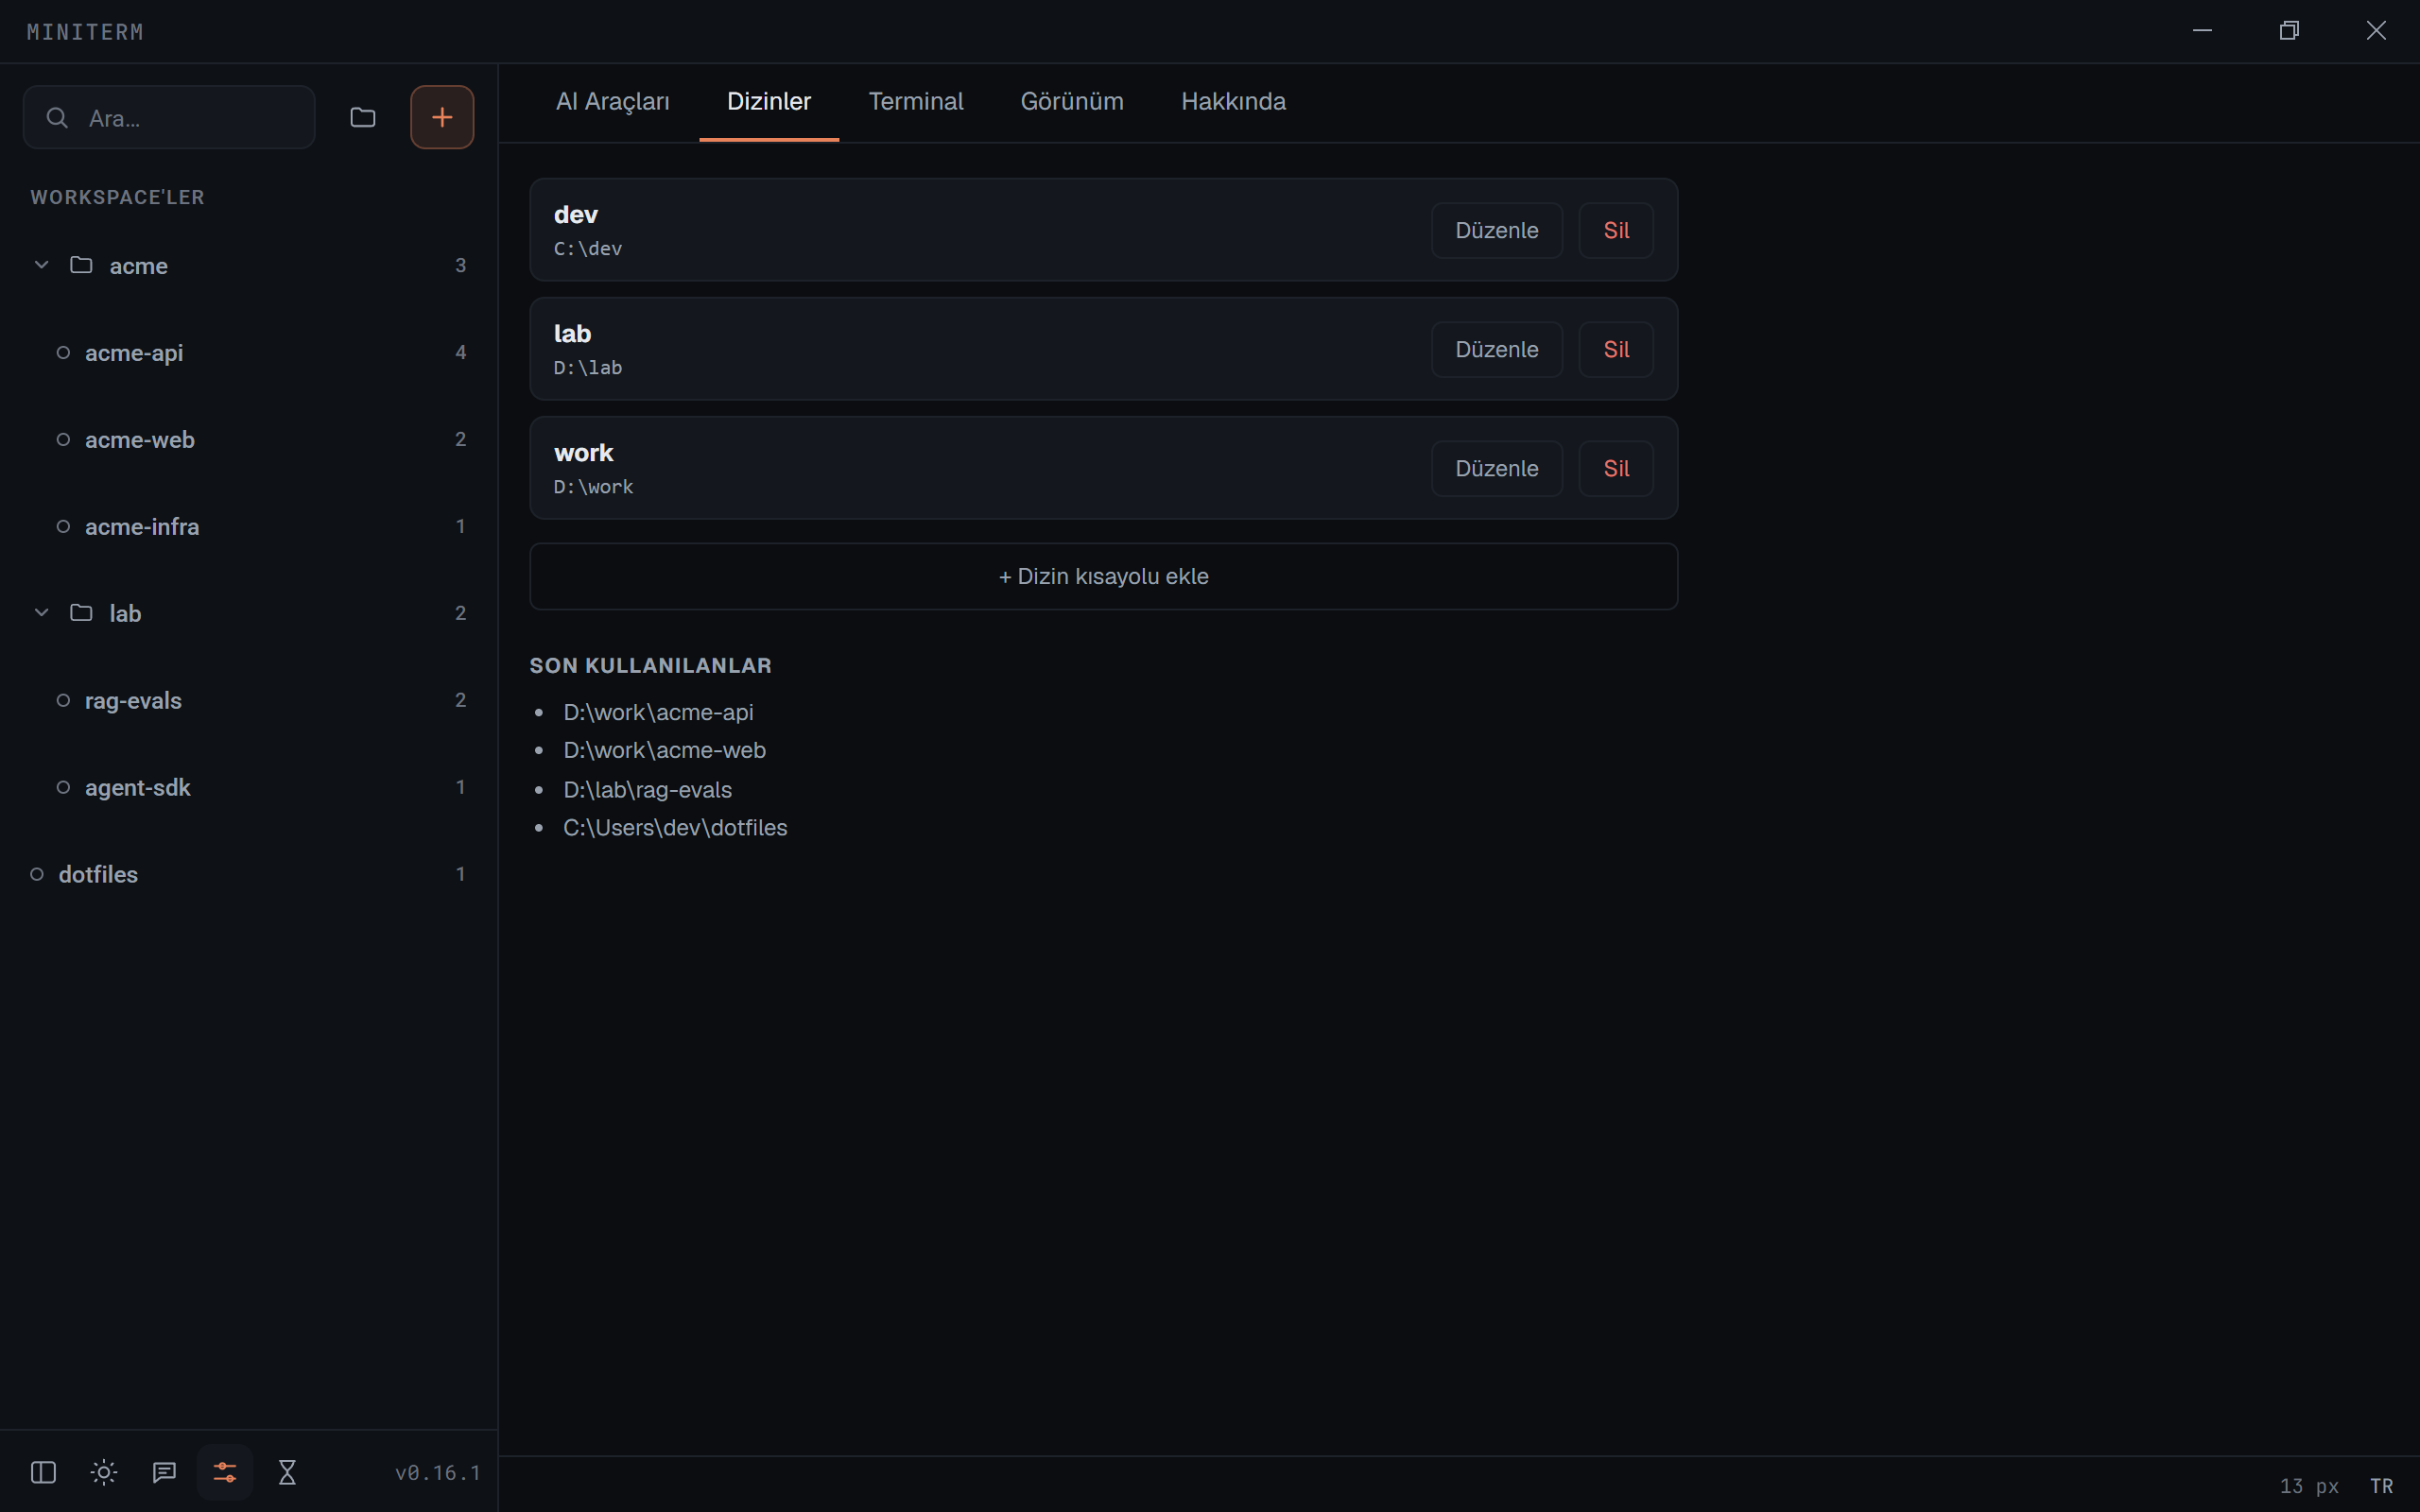 MINITERM
Ara...
WORKSPACE'LER
acme 3
acme-api 4
acme-web 2
acme-infra 1
lab 2
rag-evals 2
agent-sdk 1
dotfiles 1
v0.16.1
AI Araçları Dizinler Terminal Görünüm Hakkında
dev
C:\dev
Düzenle Sil
lab
D:\lab
Düzenle Sil
work
D:\work
Düzenle Sil
+ Dizin kısayolu ekle
SON KULLANILANLAR
• D:\work\acme-api
• D:\work\acme-web
• D:\lab\rag-evals
• C:\Users\dev\dotfiles
13 px TR